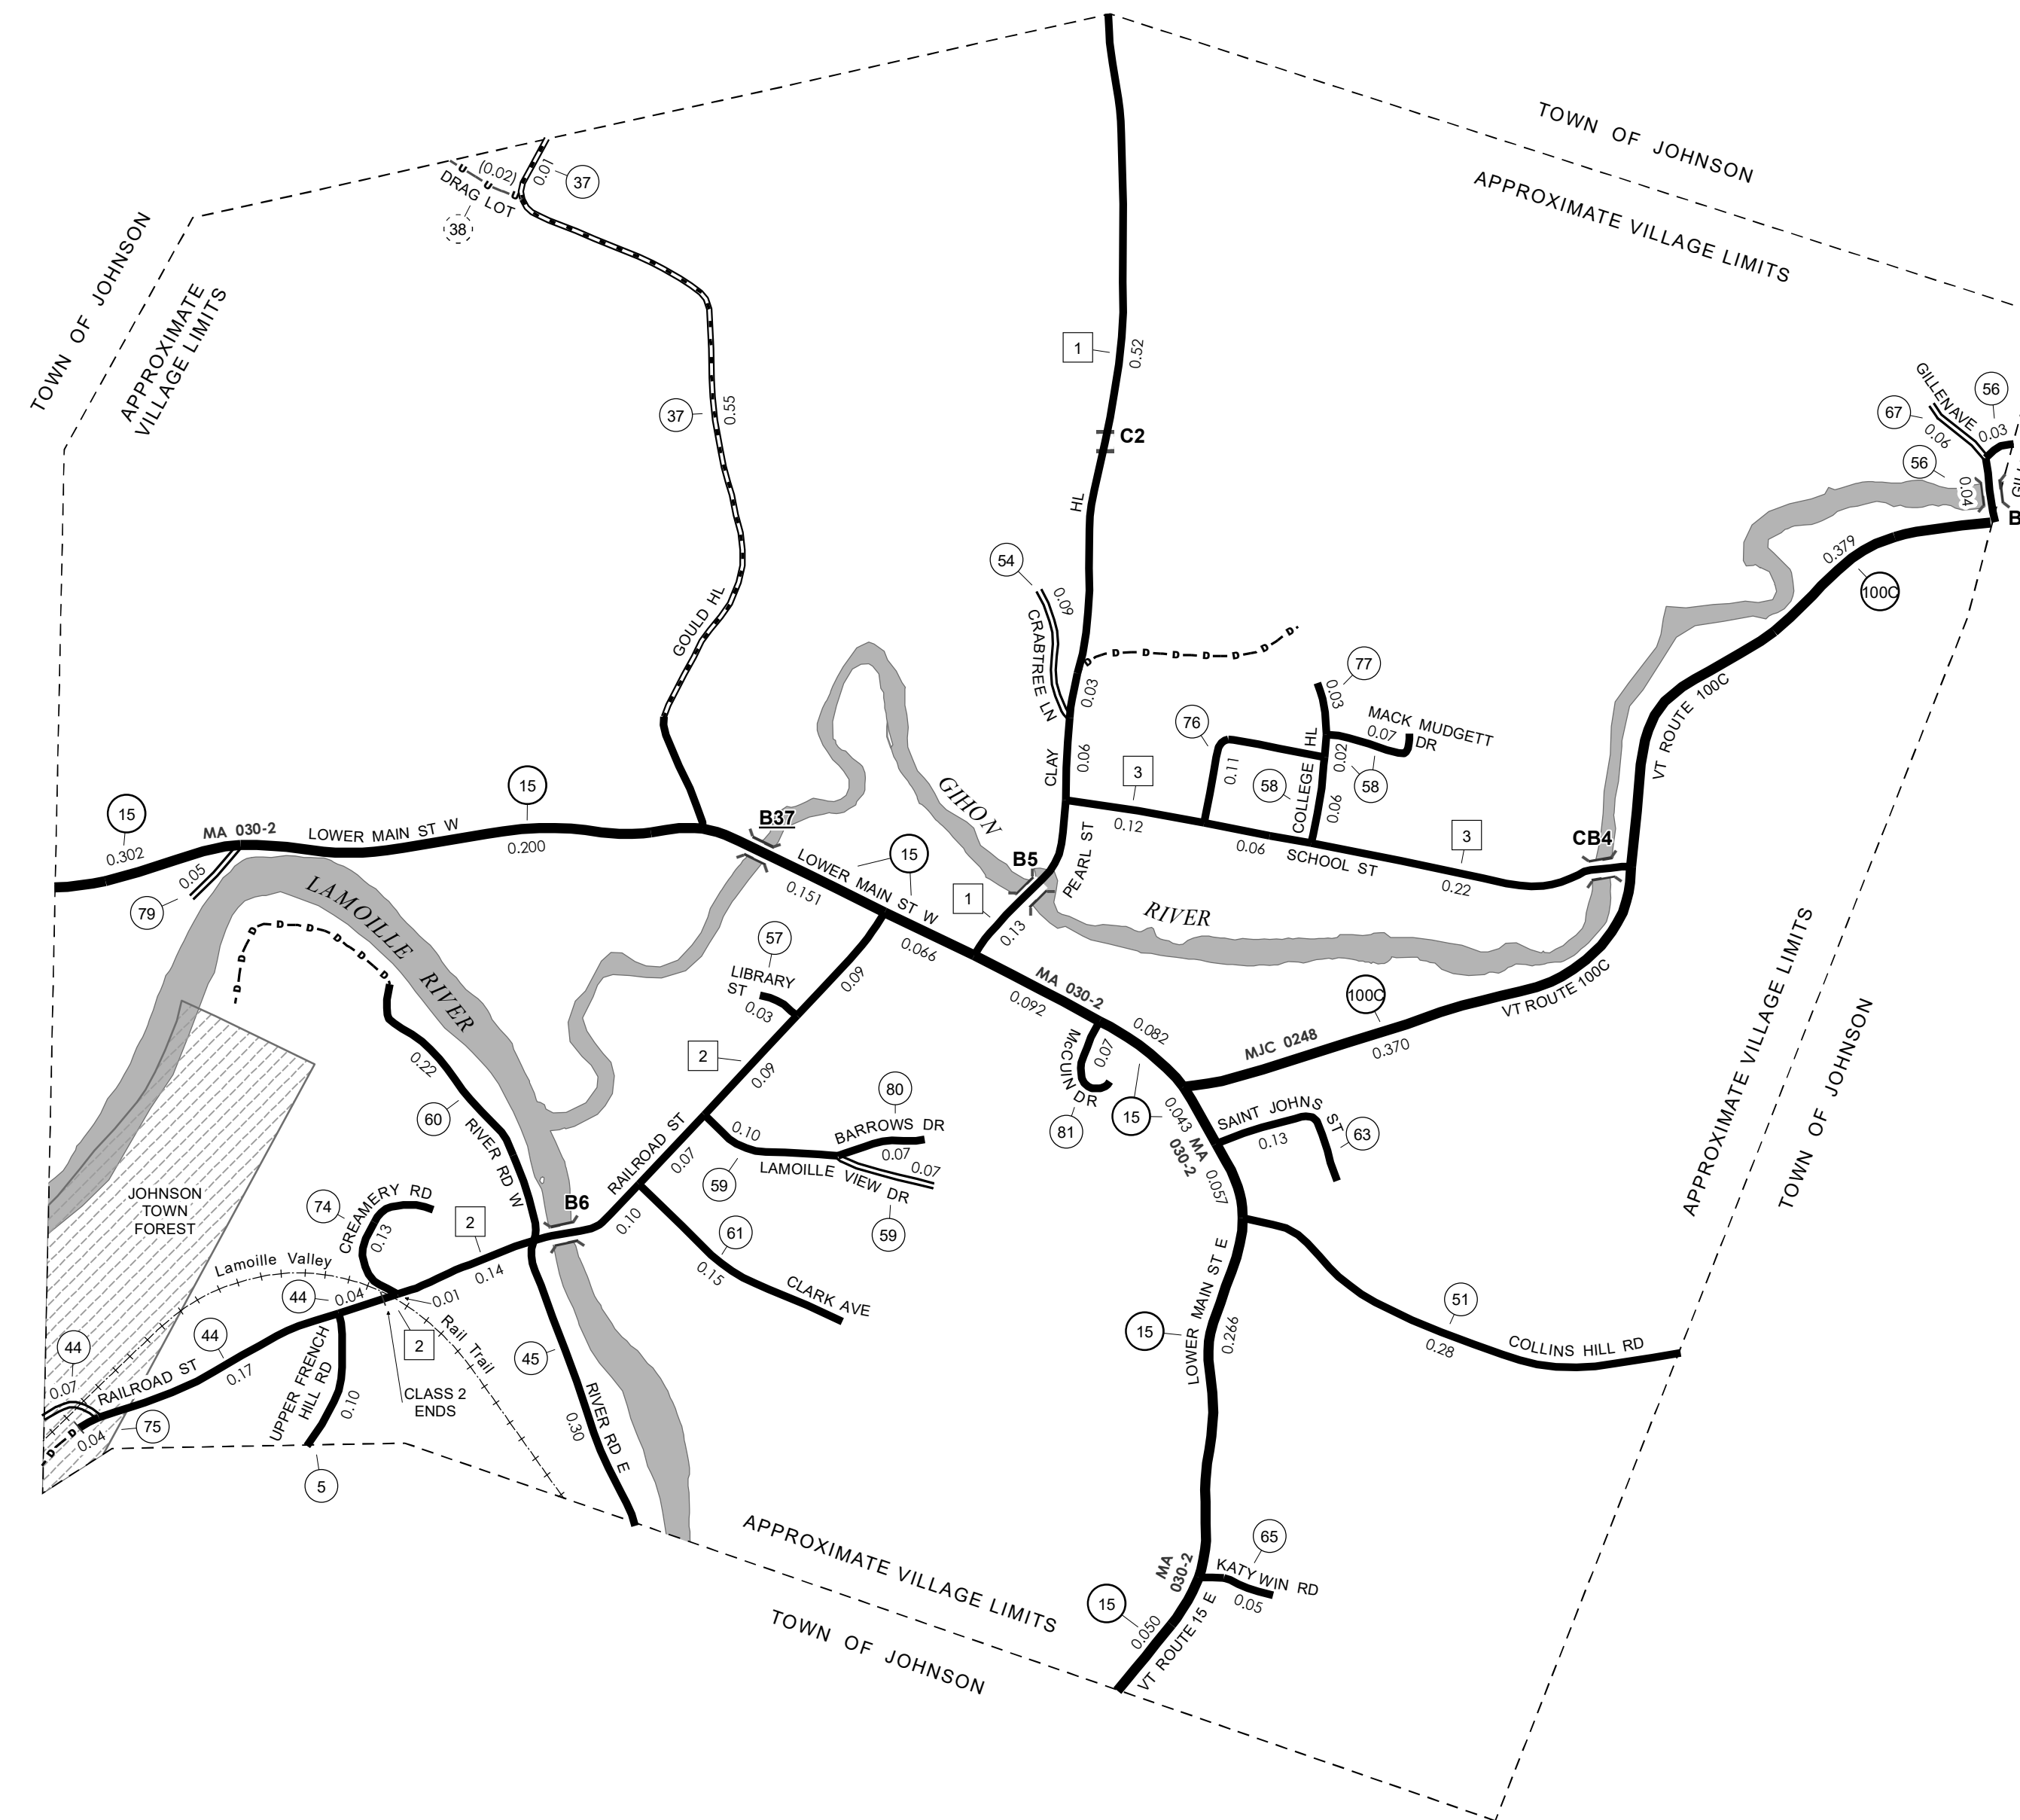 TOWN OF JOHNSON
APPROXIMATE VILLAGE LIMITS
TOWN OF JOHNSON
APPROXIMATE
VILLAGE LIMITS
(0.02)
U U U
DRAG LOT
38
0.01
37
37
0.55
GOULD HL
1
0.52
C2
HL
54
0.09
CRABTREE LN
0.03
D D D D D D D
0.06
CLAY
GILLEN AVE
67
0.06
56
0.03
56
0.04
B
0.379
100C
VT ROUTE 100C
77
0.03
76
0.11
MACK MUDGETT
DR
0.07
HL
0.02
58
58
COLLEGE
0.06
3
0.12
0.06
SCHOOL ST
3
0.22
CB4
15
0.302
MA 030-2
LOWER MAIN ST W
15
0.200
0.05
79
B37
GIHON
RIVER
15
LOWER MAIN ST W
0.151
0.066
B5
PEARL ST
1
0.13
LAMOILLE RIVER
D D D D D D D
57
LIBRARY
ST
0.03
0.09
2
0.09
MA 030-2
0.092
0.082
McCUIN DR
0.07
81
15
100C
MJC 0248
0.370
VT ROUTE 100C
APPROXIMATE VILLAGE LIMITS
TOWN OF JOHNSON
0.22
60
RIVER RD W
RAILROAD ST
0.07
0.10
59
80
BARROWS DR
0.07
0.07
LAMOILLE VIEW DR
59
0.043
MA
030-2
0.057
SAINT JOHNS ST
0.13
63
JOHNSON
TOWN
FOREST
74
CREAMERY RD
0.13
2
B6
0.10
61
0.15
CLARK AVE
Lamoille Valley
Rail Trail
0.14
44
0.04
0.01
2
44
0.17
44
0.07
RAILROAD ST
D D
0.04
75
UPPER FRENCH
HILL RD
0.10
5
CLASS 2
ENDS
45
RIVER RD E
0.30
15
LOWER MAIN ST E
0.266
51
0.28
COLLINS HILL RD
APPROXIMATE VILLAGE LIMITS
TOWN OF JOHNSON
65
MA
030-2
KATY WIN RD
0.05
15
0.050
VT ROUTE 15 E